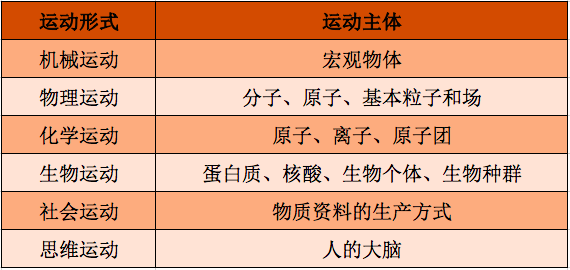 运动形式 运动主体
机械运动 宏观物体
物理运动 分子、原子、基本粒子和场
化学运动 原子、离子、原子团
生物运动 蛋白质、核酸、生物个体、生物种群
社会运动 物质资料的生产方式
思维运动 人的大脑